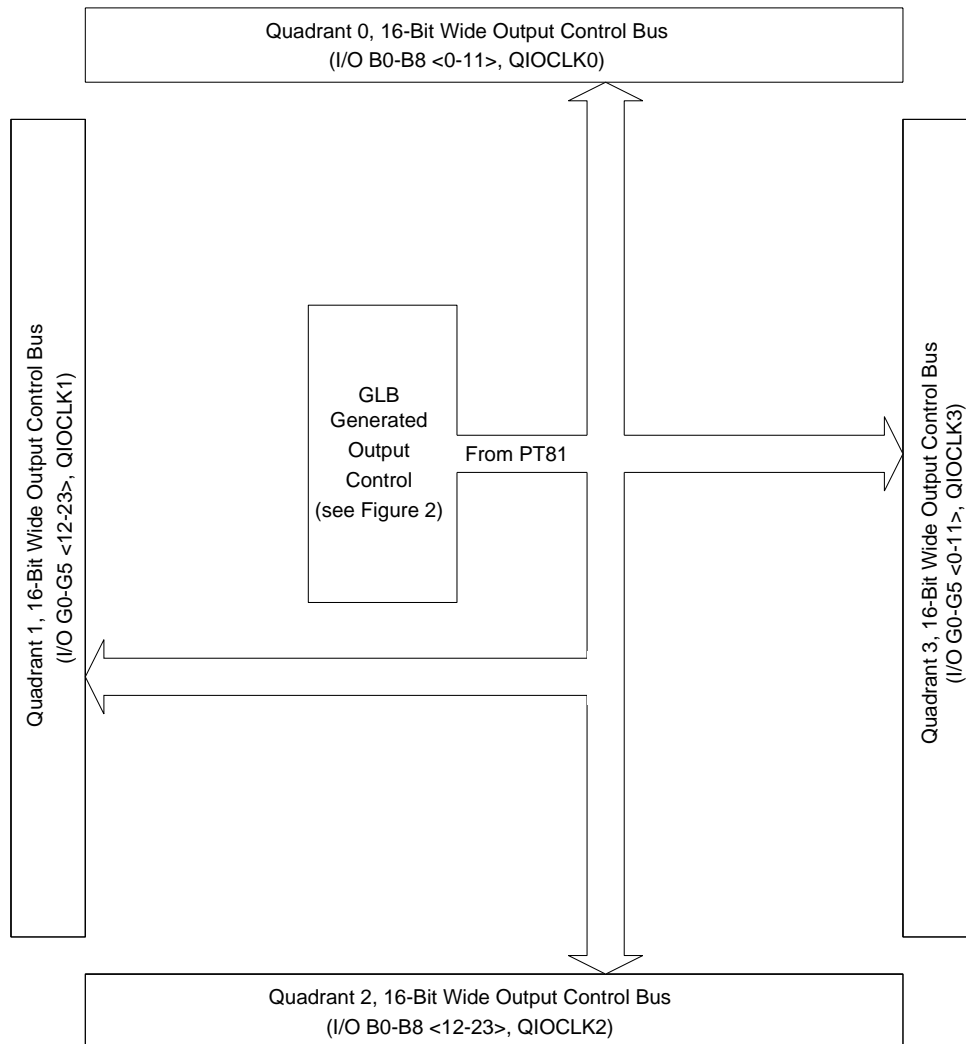 Quadrant 0, 16-Bit Wide Output Control Bus
(I/O B0-B8 <0-11>, QIOCLK0)
Quadrant 1, 16-Bit Wide Output Control Bus
(I/O G0-G5 <12-23>, QIOCLK1)
GLB
Generated
Output
Control
(see Figure 2)
From PT81
Quadrant 3, 16-Bit Wide Output Control Bus
(I/O G0-G5 <0-11>, QIOCLK3)
Quadrant 2, 16-Bit Wide Output Control Bus
(I/O B0-B8 <12-23>, QIOCLK2)